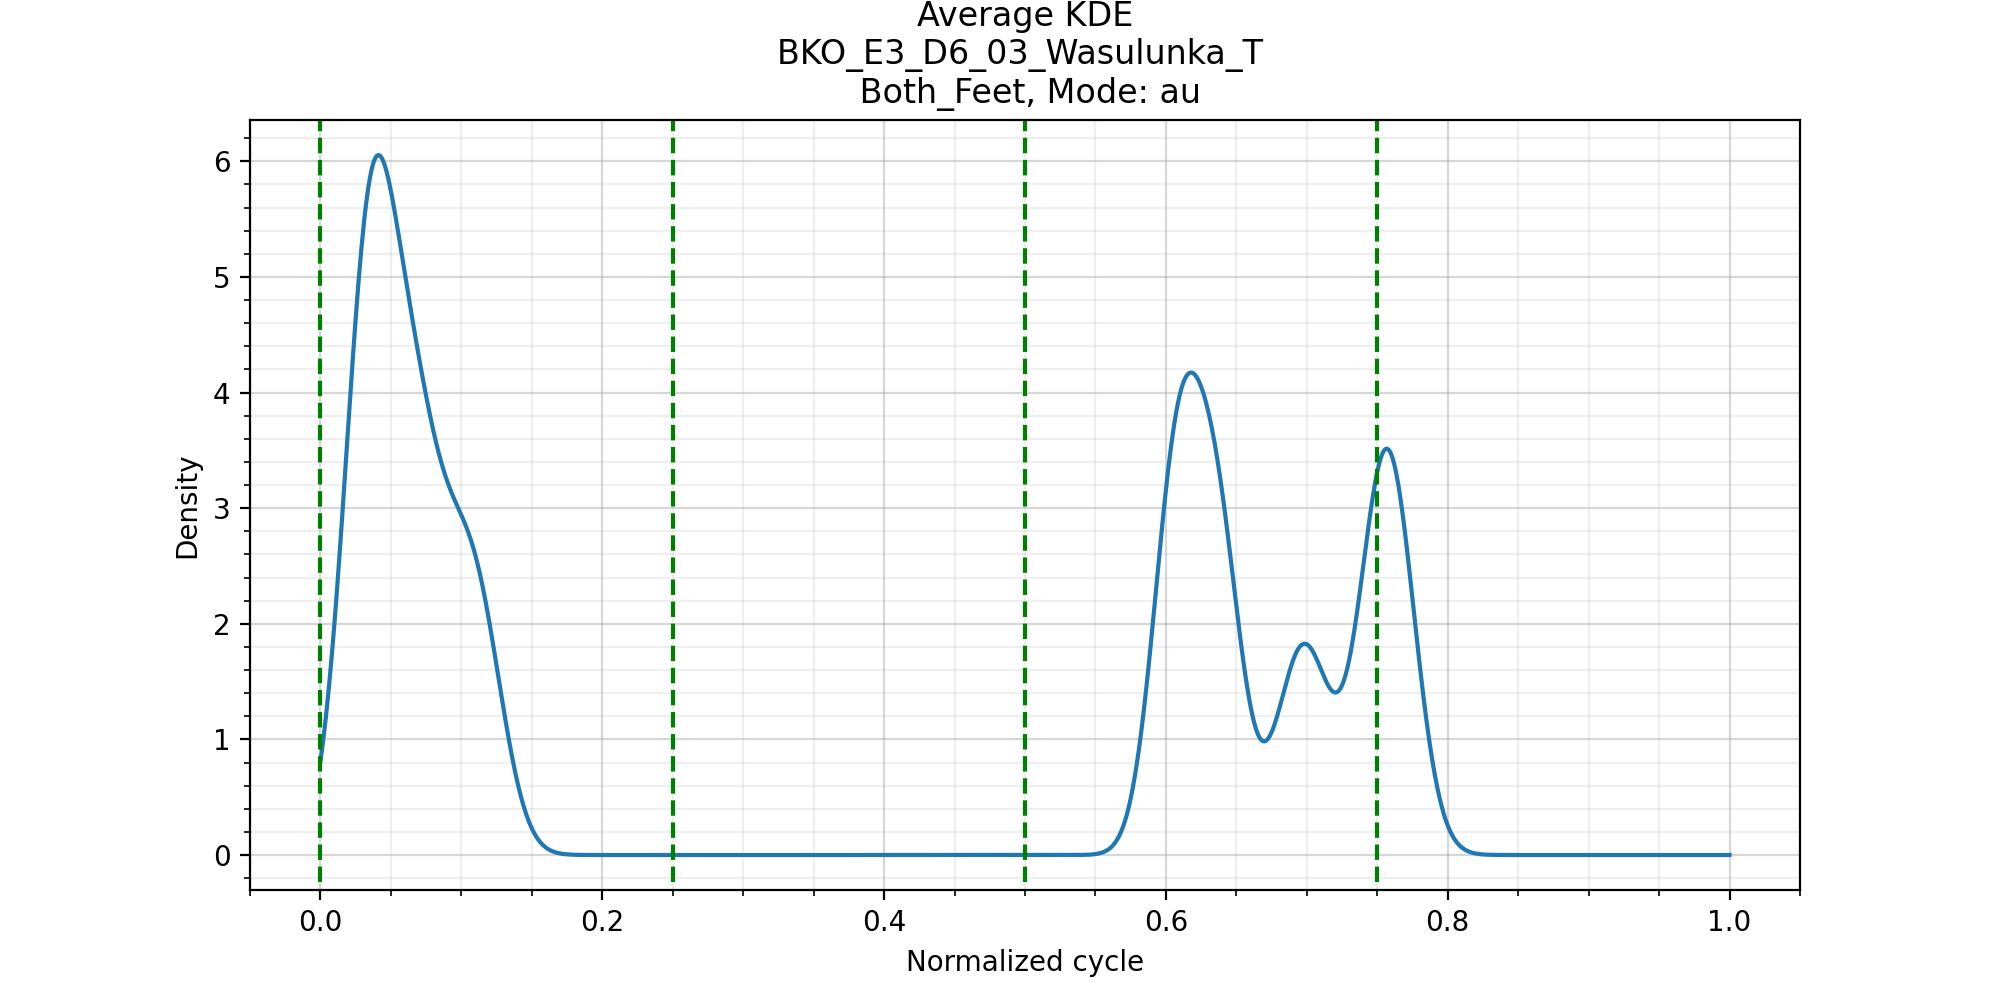 Average KDE
BKO_E3_D6_03_Wasulunka_T
Both_Feet, Mode: au
6
5
4
3
2
1
0
Density
0.0 0.2 0.4 0.6 0.8 1.0
Normalized cycle